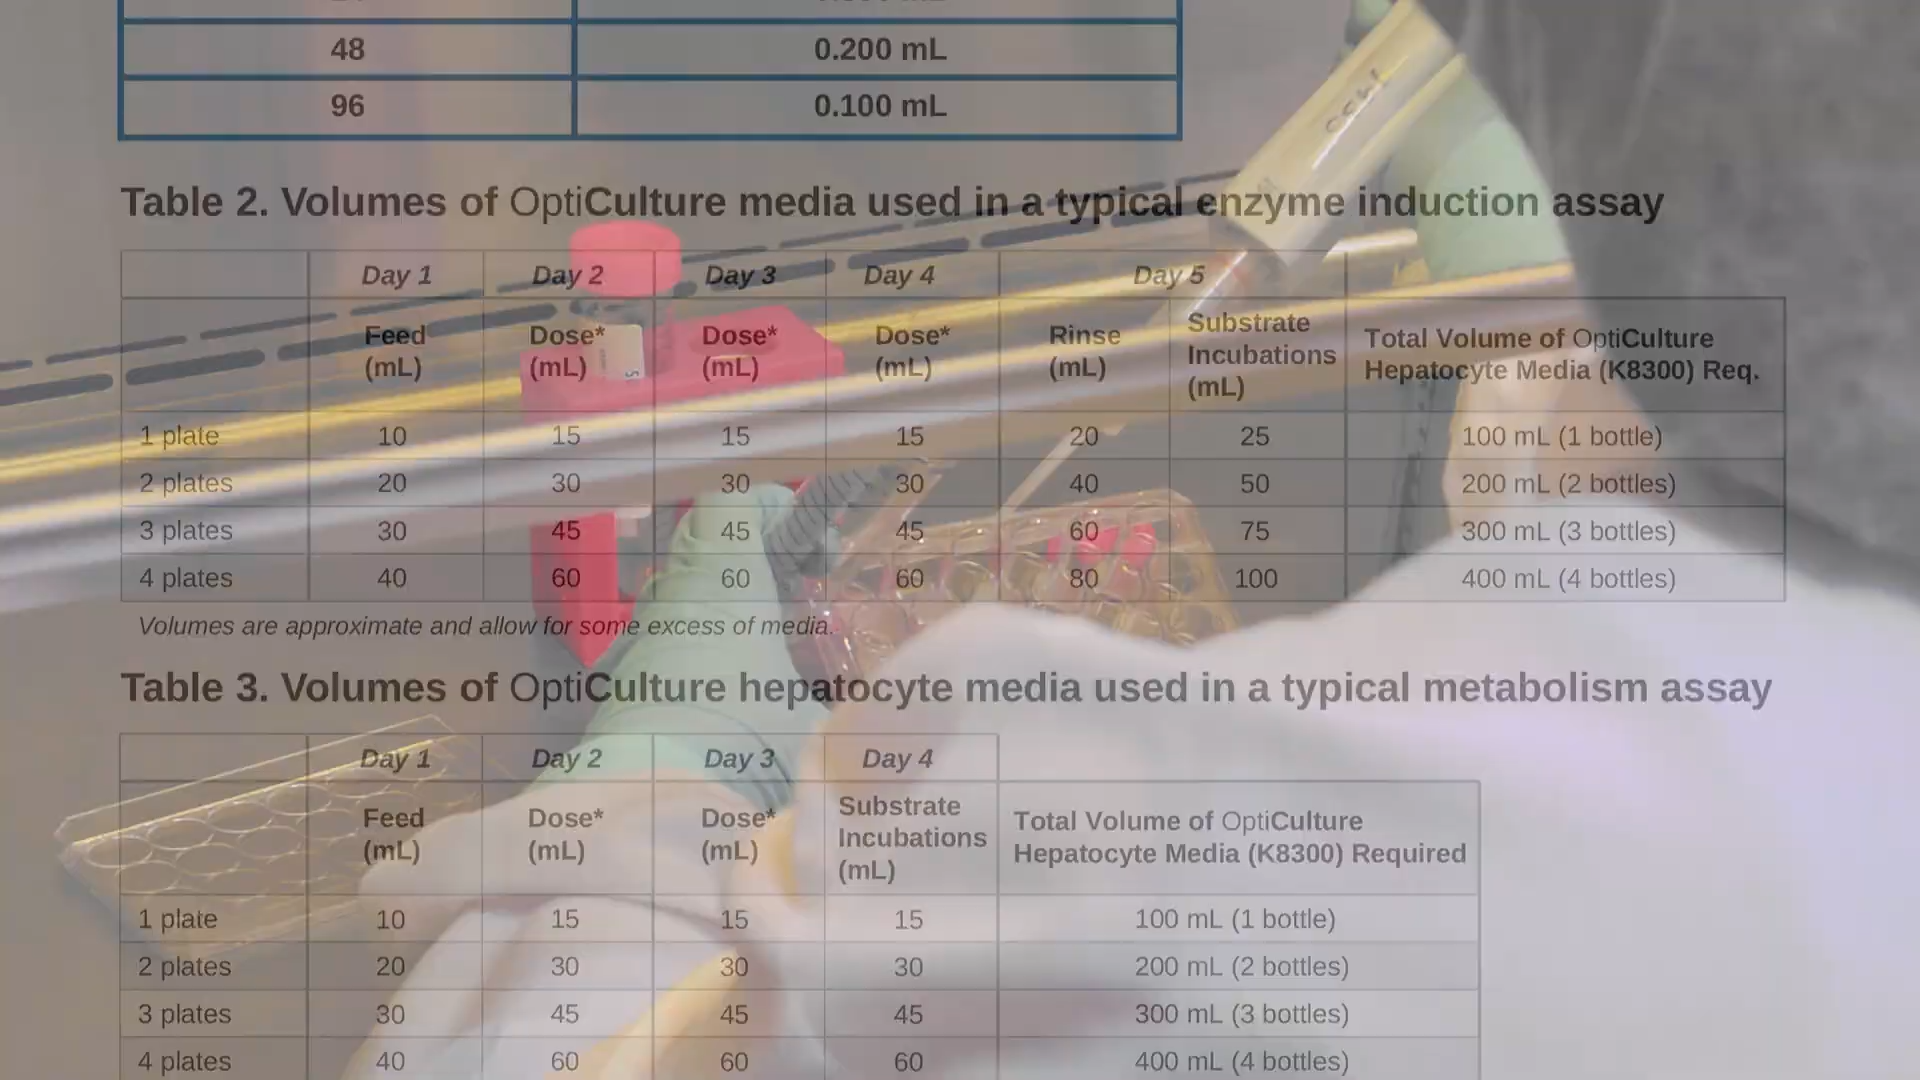 48 0.200 mL
96 0.100 mL
Table 2. Volumes of OptiCulture media used in a typical enzyme induction assay
Day 1 Day 2 Day 3 Day 4 Day 5
Feed (mL) Dose* (mL) Dose* (mL) Dose* (mL) Rinse (mL) Substrate Incubations (mL) Total Volume of OptiCulture Hepatocyte Media (K8300) Req.
1 plate 10 15 15 15 20 25 100 mL (1 bottle)
2 plates 20 30 30 30 40 50 200 mL (2 bottles)
3 plates 30 45 45 45 60 75 300 mL (3 bottles)
4 plates 40 60 60 60 80 100 400 mL (4 bottles)
Volumes are approximate and allow for some excess of media.
Table 3. Volumes of OptiCulture hepatocyte media used in a typical metabolism assay
Day 1 Day 2 Day 3 Day 4
Feed (mL) Dose* (mL) Dose* (mL) Substrate Incubations (mL) Total Volume of OptiCulture Hepatocyte Media (K8300) Required
1 plate 10 15 15 15 100 mL (1 bottle)
2 plates 20 30 30 30 200 mL (2 bottles)
3 plates 30 45 45 45 300 mL (3 bottles)
4 plates 40 60 60 60 400 mL (4 bottles)